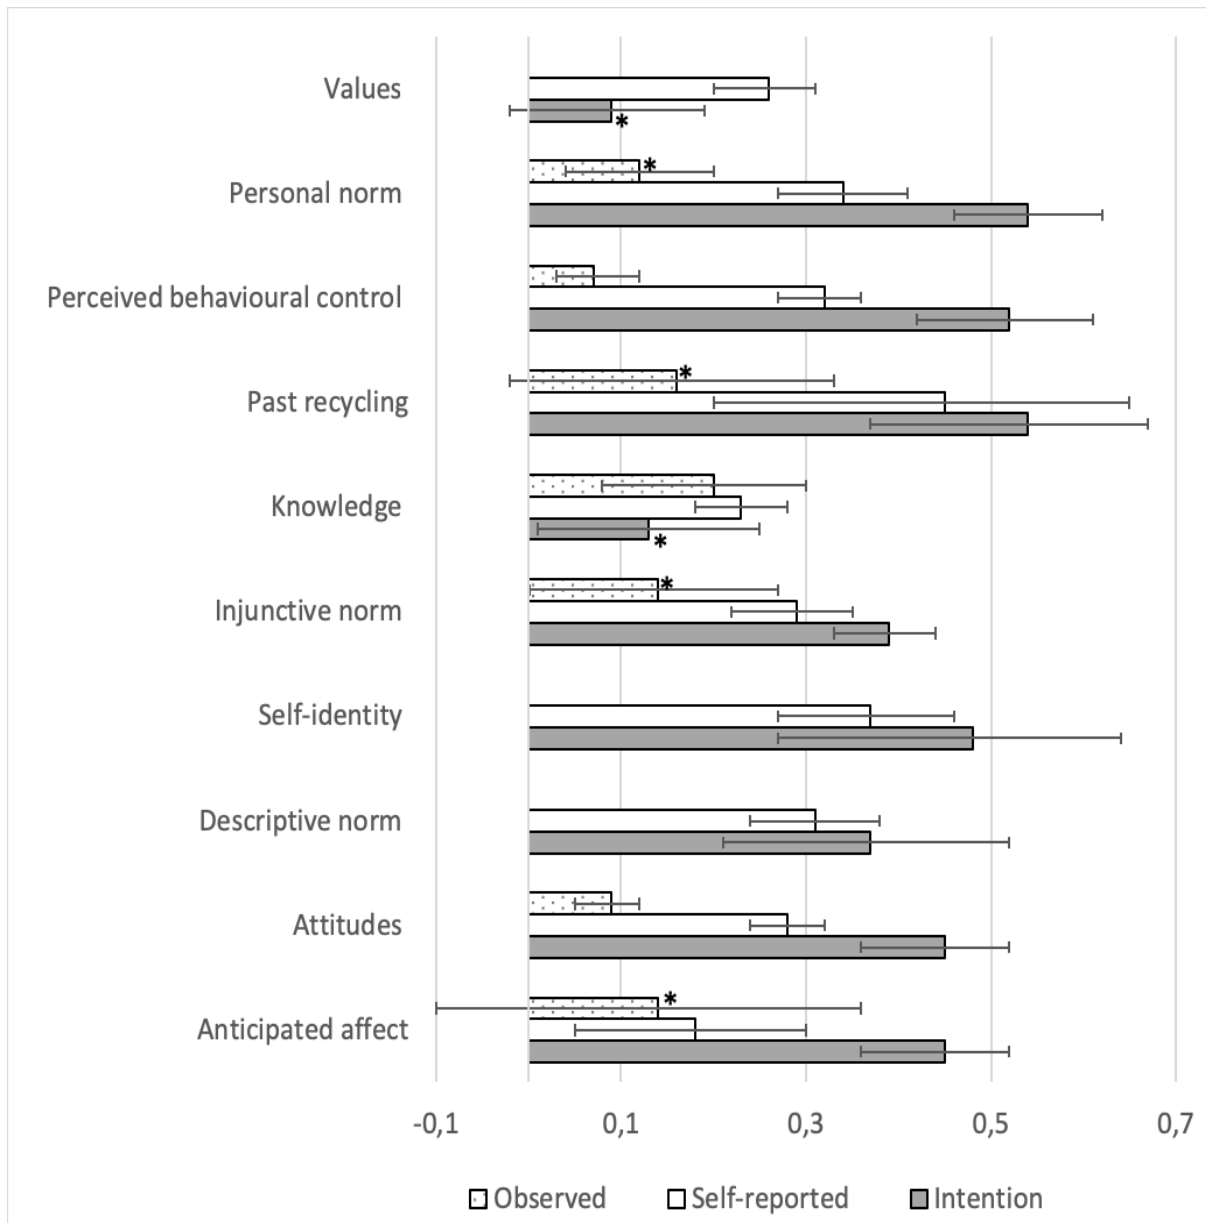 Values
*
*
Personal norm
Perceived behavioural control
*
Past recycling
Knowledge
*
*
Injunctive norm
Self-identity
Descriptive norm
Attitudes
*
Anticipated affect
-0,1 0,1 0,3 0,5 0,7
Observed Self-reported Intention